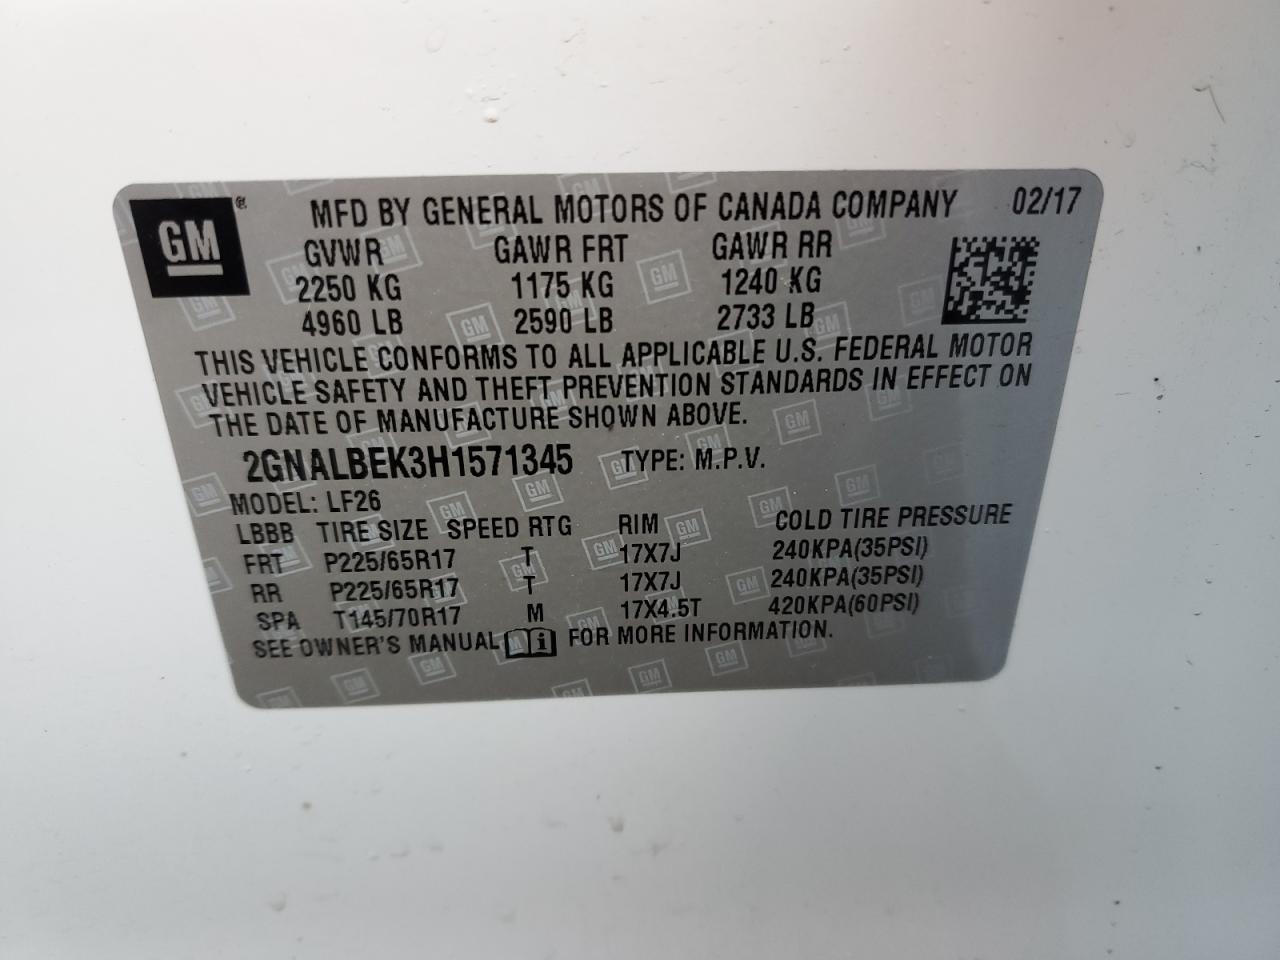 GM® MFD BY GENERAL MOTORS OF CANADA COMPANY 02/17
GVWR GAWR FRT GAWR RR
2250 KG 1175 KG 1240 KG
4960 LB 2590 LB 2733 LB
THIS VEHICLE CONFORMS TO ALL APPLICABLE U.S. FEDERAL MOTOR
VEHICLE SAFETY AND THEFT PREVENTION STANDARDS IN EFFECT ON
THE DATE OF MANUFACTURE SHOWN ABOVE.
2GNALBEK3H1571345 TYPE: M.P.V.
MODEL: LF26
LBBB TIRE SIZE SPEED RTG RIM COLD TIRE PRESSURE
FRT P225/65R17 T 17X7J 240KPA(35PSI)
RR P225/65R17 T 17X7J 240KPA(35PSI)
SPA T145/70R17 M 17X4.5T 420KPA(60PSI)
SEE OWNER'S MANUAL i FOR MORE INFORMATION.